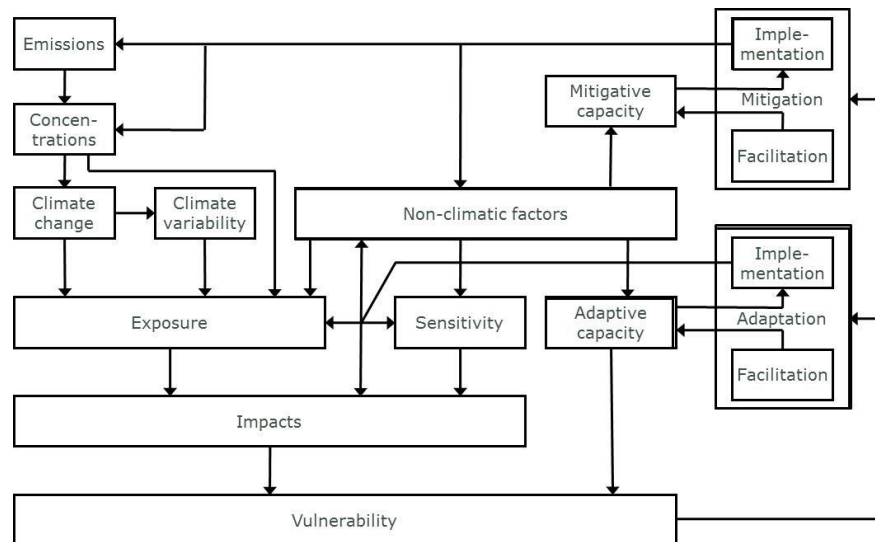 Emissions
Imple-
mentation
Mitigative
capacity
Mitigation
Concen-
trations
Facilitation
Climate
change
Climate
variability
Non-climatic factors
Imple-
mentation
Exposure
Sensitivity
Adaptive
capacity
Adaptation
Facilitation
Impacts
Vulnerability